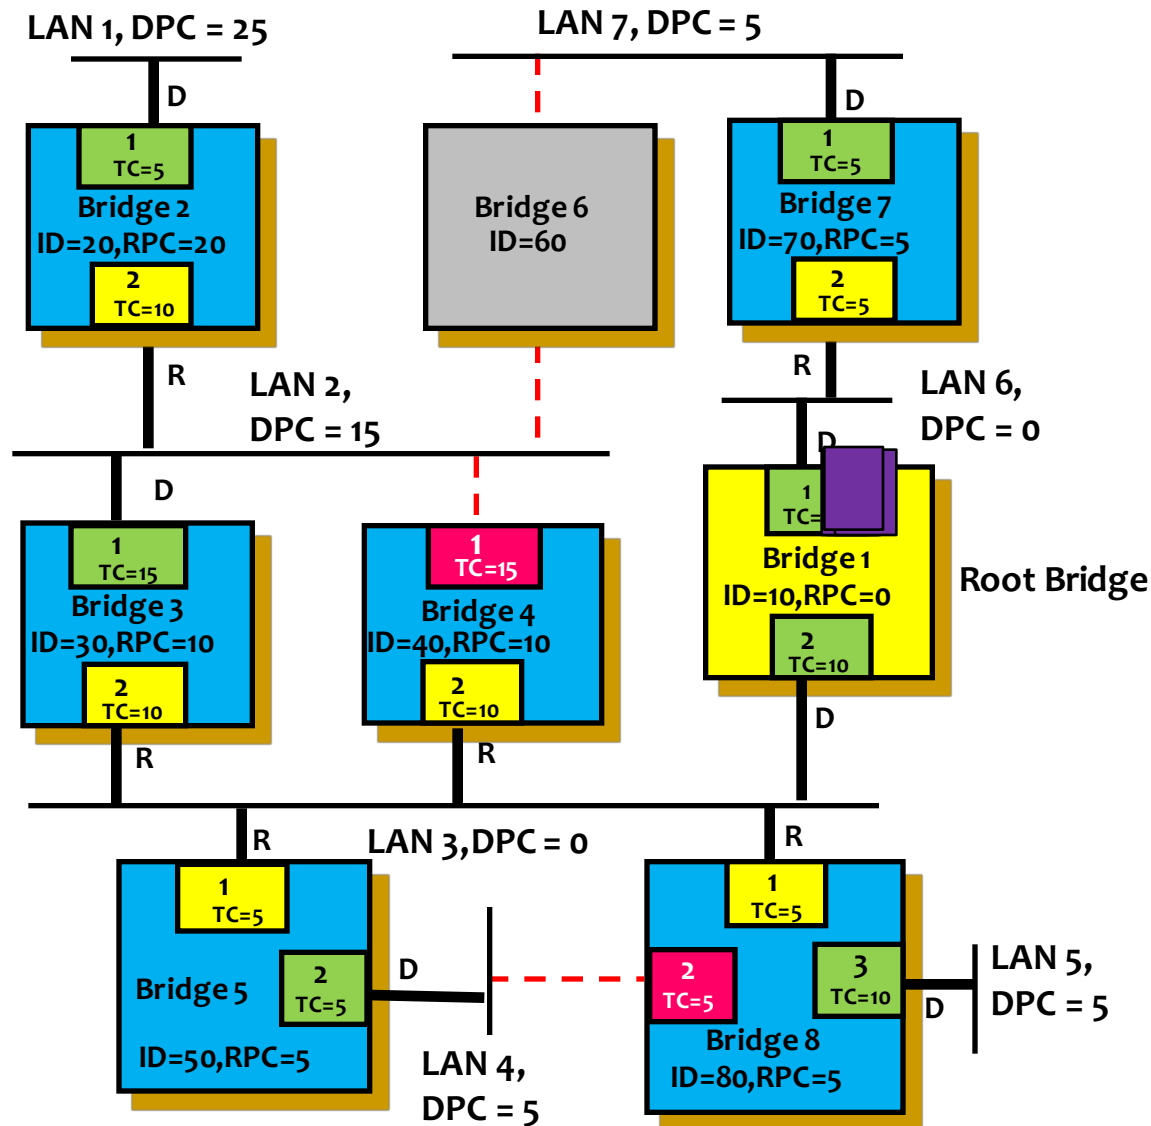 LAN 1, DPC = 25
LAN 7, DPC = 5
D
D
1
TC=5
Bridge 2
ID=20,RPC=20
2
TC=10
Bridge 6
ID=60
1
TC=5
Bridge 7
ID=70,RPC=5
2
TC=5
R
R
LAN 2,
DPC = 15
LAN 6,
DPC = 0
D
D
1
TC=15
Bridge 3
ID=30,RPC=10
2
TC=10
1
TC=15
Bridge 4
ID=40,RPC=10
2
TC=10
1
TC=
Bridge 1
ID=10,RPC=0
2
TC=10
Root Bridge
R
R
D
R
LAN 3,DPC = 0
R
1
TC=5
Bridge 5
2
TC=5
ID=50,RPC=5
D
LAN 4,
DPC = 5
1
TC=5
2
TC=5
3
TC=10
Bridge 8
ID=80,RPC=5
D
LAN 5,
DPC = 5